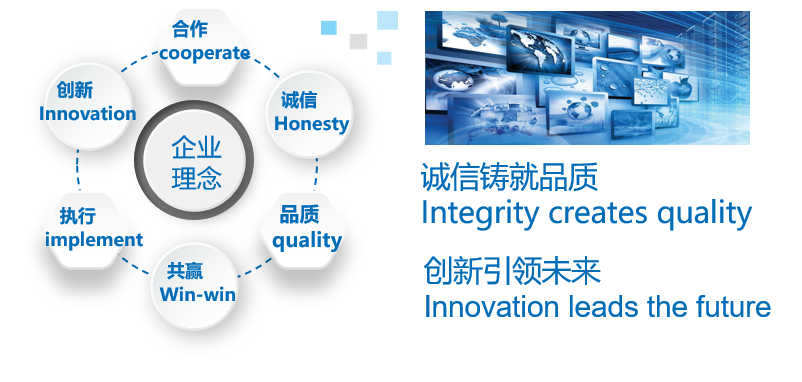 合作
cooperate
创新
Innovation
诚信
Honesty
企业
理念
执行
implement
品质
quality
共赢
Win-win
诚信铸就品质
Integrity creates quality
创新引领未来
Innovation leads the future